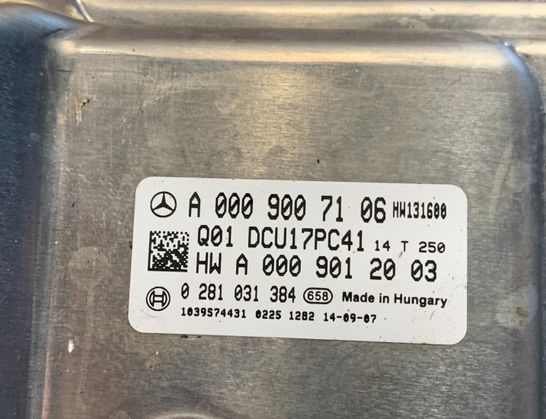 A 000 900 71 06 HW131600
Q01 DCU17PC41 14 T 250
HW A 000 901 20 03
0 281 031 384 658 Made in Hungary
1039S74431 0225 1282 14-09-07